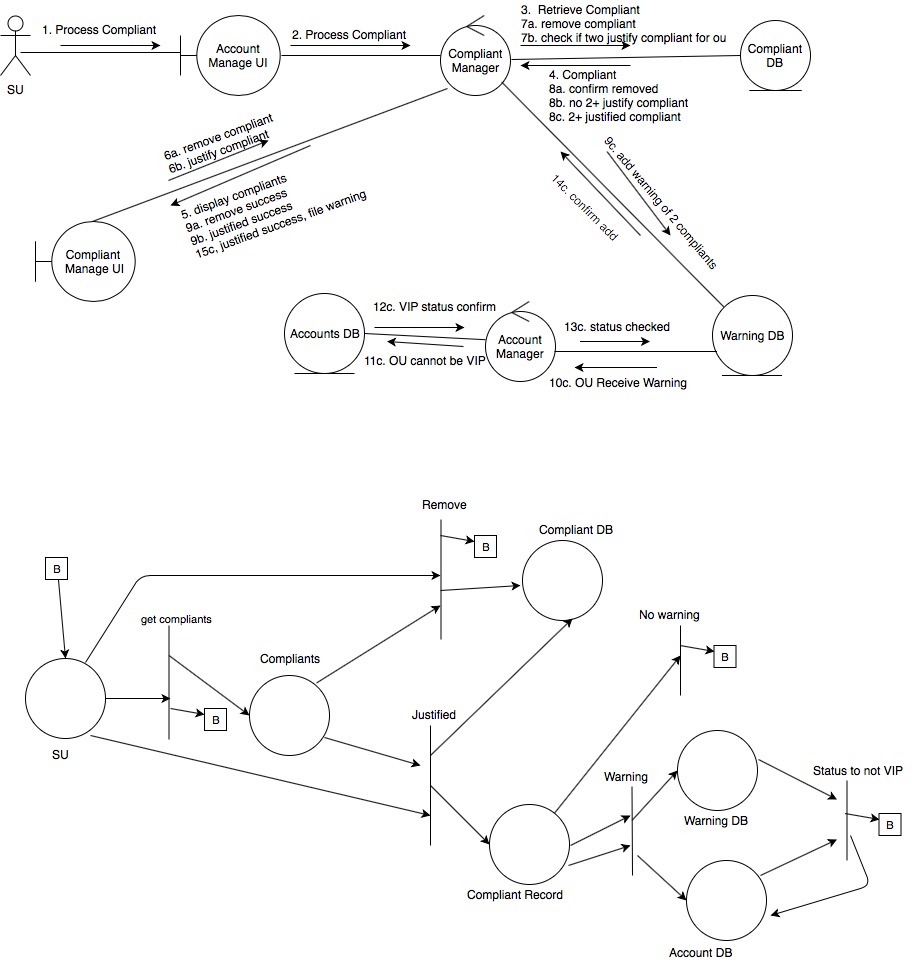 1. Process Compliant
SU
Account
Manage UI
2. Process Compliant
Compliant
Manager
3.  Retrieve Compliant
7a. remove compliant
7b. check if two justify compliant for ou
Compliant
DB
4. Compliant
8a. confirm removed
8b. no 2+ justify compliant
8c. 2+ justified compliant
6a. remove compliant
6b. justify compliant
5. display compliants
9a. remove success
9b. justified success
15c, justified success, file warning
9c. add warning of 2 compliants
14c. confirm add
Compliant
Manage UI
Accounts DB
12c. VIP status confirm
11c. OU cannot be VIP
Account
Manager
13c. status checked
10c. OU Receive Warning
Warning DB
Remove
B
Compliant DB
B
get compliants
No warning
Compliants
B
B
SU
Justified
Warning
Status to not VIP
Warning DB
B
Compliant Record
Account DB